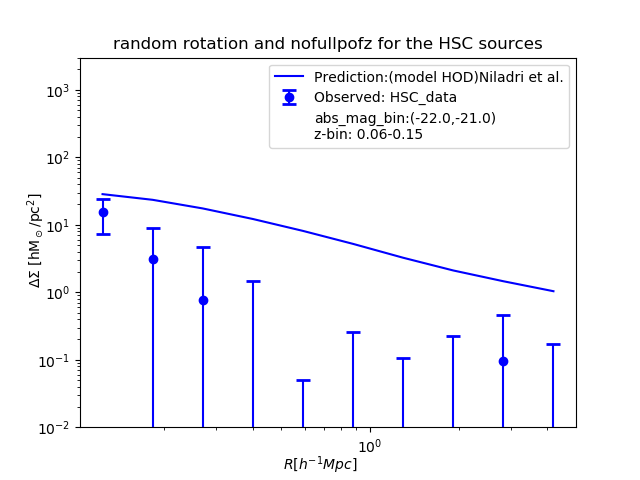 random rotation and nofullpofz for the HSC sources
Prediction:(model HOD)Niladri et al.
Observed: HSC_data
abs_mag_bin:(-22.0,-21.0)
z-bin: 0.06-0.15
ΔΣ [hM⊙/pc²]
10³
10²
10¹
10⁰
10⁻¹
10⁻²
10⁰
R[h⁻¹Mpc]